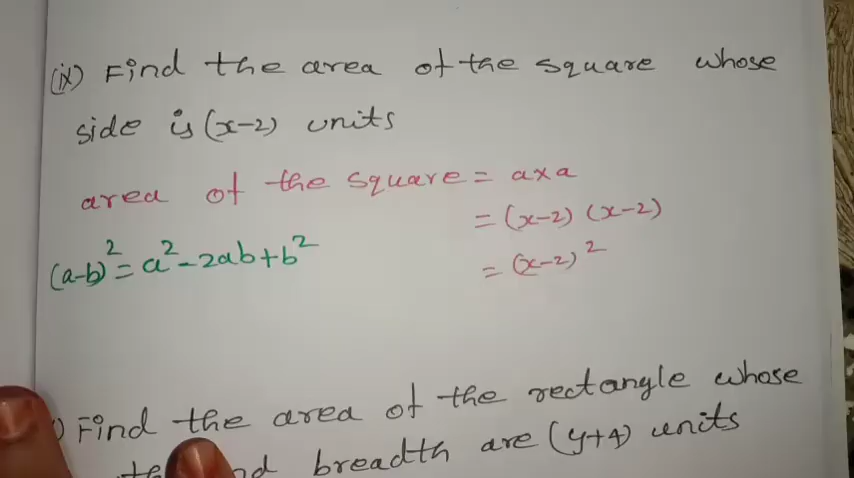 (ix) Find the area of the square whose
side is (x-2) units
area of the square = a×a
= (x-2) (x-2)
= (x-2)²
(a-b)² = a² - 2ab + b²
) Find the area of the rectangle whose
breadth are (y+4) units